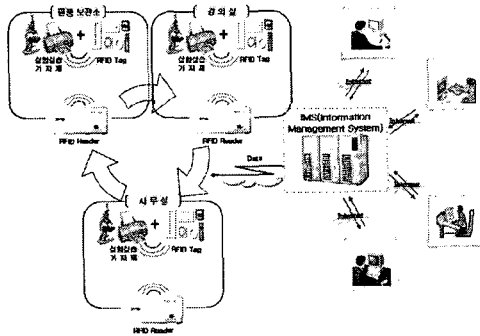 물품 보관소
강의실
+
+
실험실습
기 자 재
RFID Tag
실험실습
기 자 재
RFID Tag
RFID Reader
RFID Reader
Internet
IMS(Information
Management System)
Internet
Data
Internet
Internet
사무실
+
실험실습
기 자 재
RFID Tag
RFID Reader